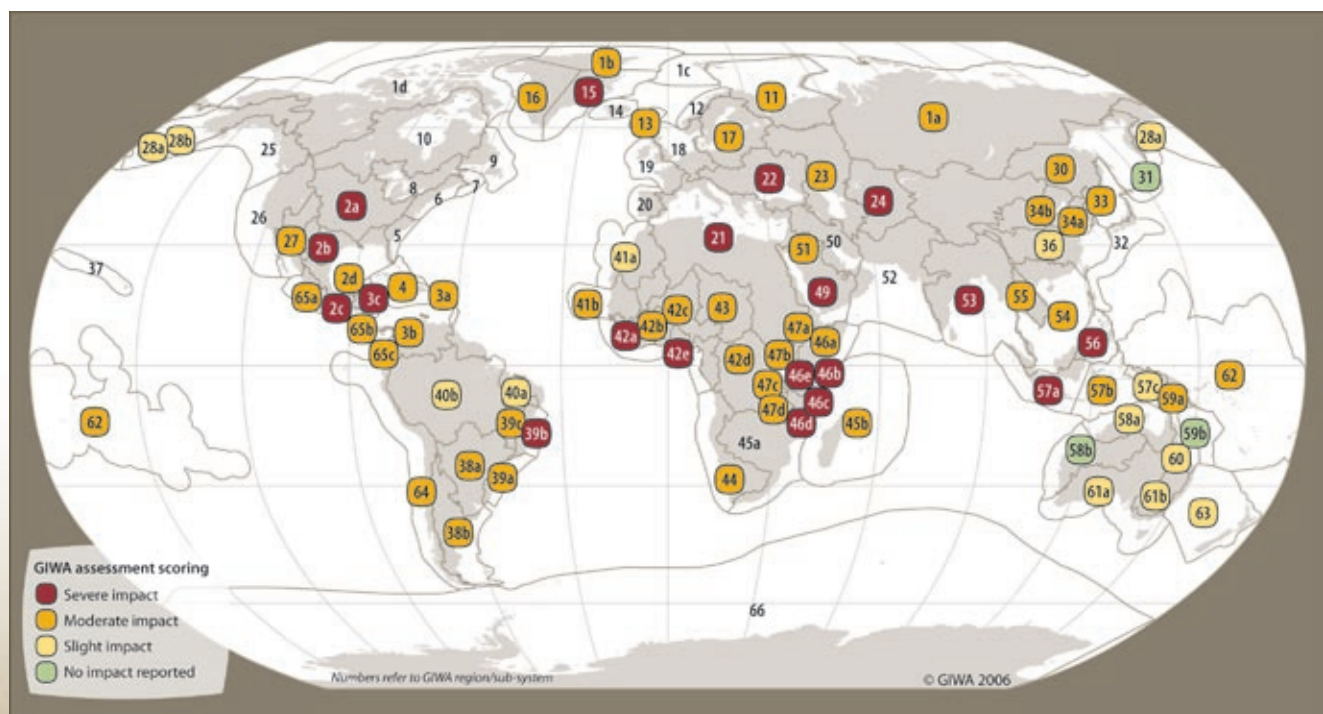 1b
1c
1d
16
15
14
12
11
1a
13
28a
28b
28a
25
10
9
17
18
19
30
31
22
23
8
7
6
2a
24
20
34b
33
34a
26
5
27
2b
21
51
50
36
32
41a
37
52
2d
4
3a
3c
65a
2c
41b
42c
43
49
53
55
54
65b
3b
42a
42b
47a
46a
56
65c
42e
42d
47b
46e
46b
62
40b
40a
47c
46c
57a
57b
57c
59a
62
39c
39b
47d
46d
45b
58a
59b
45a
58b
60
38a
39a
44
64
61a
61b
63
38b
66
GIWA assessment scoring
Severe impact
Moderate impact
Slight impact
No impact reported
Numbers refer to GIWA region/sub-system
© GIWA 2006